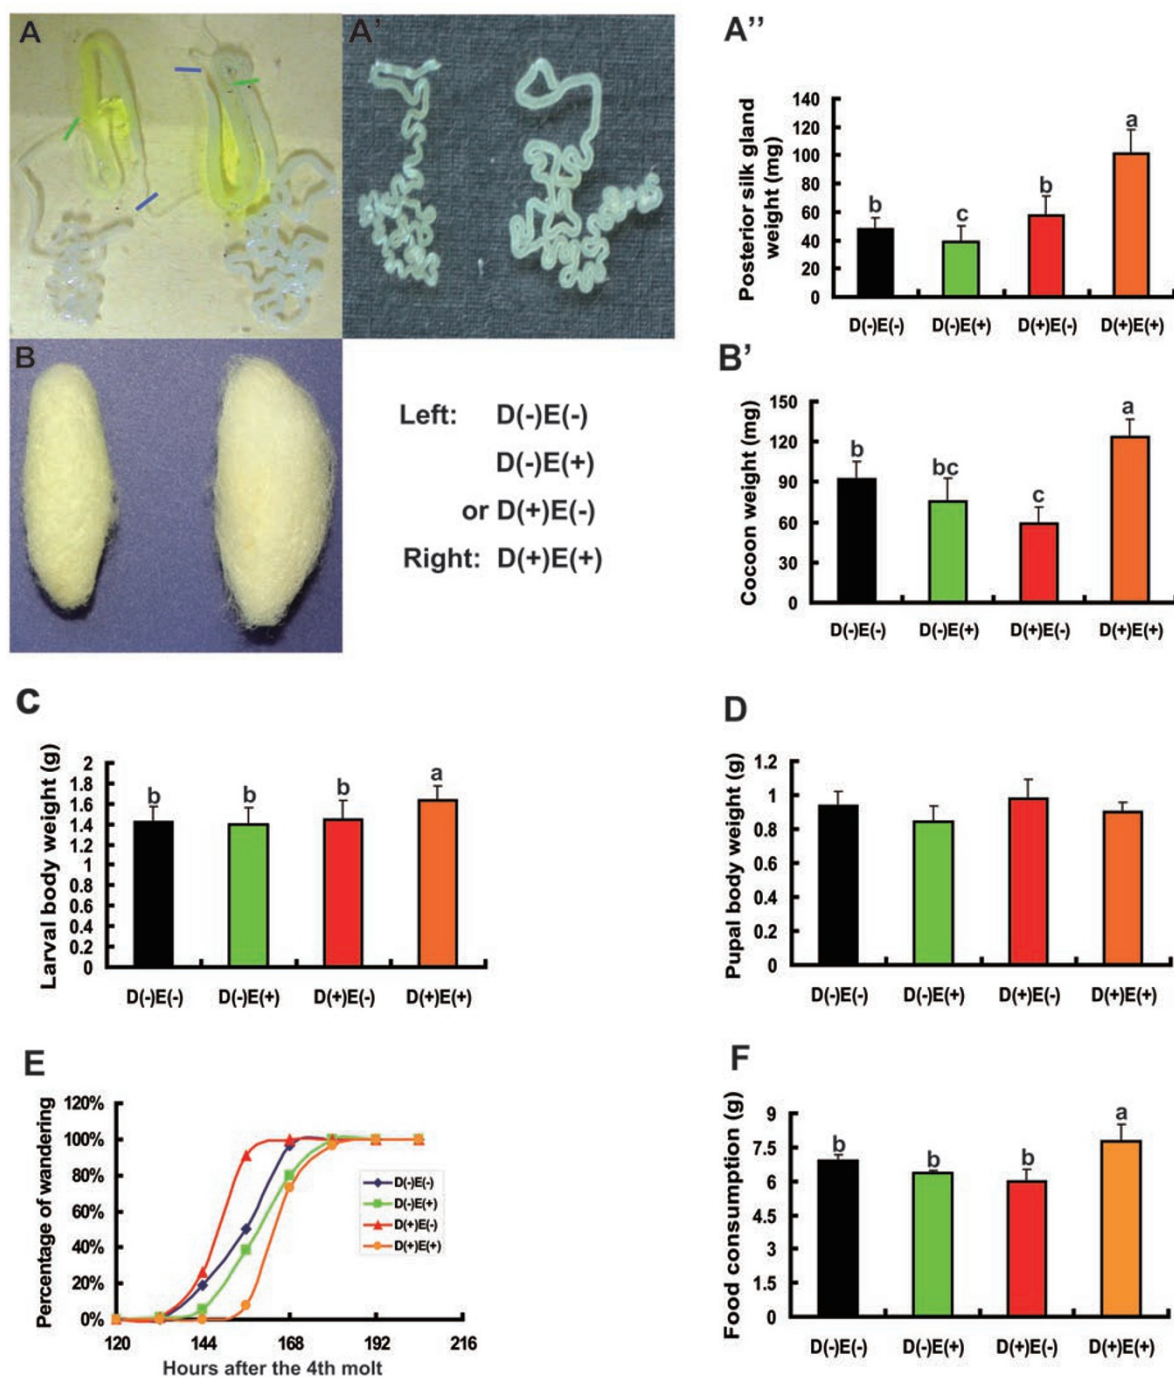 A
A'
A''
140
120
100
80
60
40
20
0
Posterior silk gland
weight (mg)
b
c
b
a
D(-)E(-) D(-)E(+) D(+)E(-) D(+)E(+)
B
Left: D(-)E(-)
D(-)E(+)
or D(+)E(-)
Right: D(+)E(+)
B'
150
120
90
60
30
0
Cocoon weight (mg)
b
bc
c
a
D(-)E(-) D(-)E(+) D(+)E(-) D(+)E(+)
C
2
1.8
1.6
1.4
1.2
1
0.8
0.6
0.4
0.2
0
Larval body weight (g)
b
b
b
a
D(-)E(-) D(-)E(+) D(+)E(-) D(+)E(+)
D
1.2
1
0.8
0.6
0.4
0.2
0
Pupal body weight (g)
D(-)E(-) D(-)E(+) D(+)E(-) D(+)E(+)
E
120%
100%
80%
60%
40%
20%
0%
Percentage of wandering
D(-)E(-)
D(-)E(+)
D(+)E(-)
D(+)E(+)
120 144 168 192 216
Hours after the 4th molt
F
9
7.5
6
4.5
3
1.5
0
Food consumption (g)
b
b
b
a
D(-)E(-) D(-)E(+) D(+)E(-) D(+)E(+)